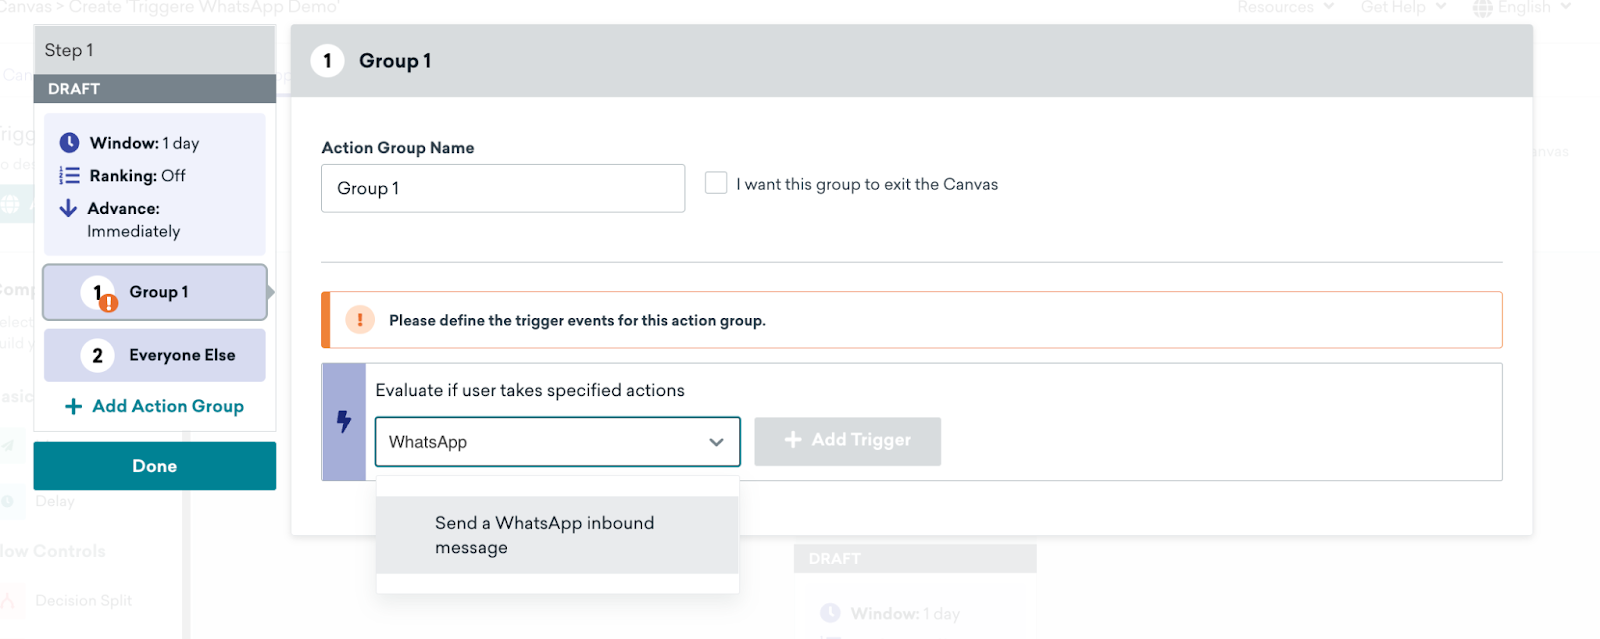 Canvas > Create 'Triggere WhatsApp Demo'
Resources
Get Help
English
Step 1
DRAFT
Window: 1 day
Ranking: Off
Advance:
Immediately
1 Group 1
2 Everyone Else
+ Add Action Group
Done
Delay
Decision Split
1 Group 1
Action Group Name
Group 1
I want this group to exit the Canvas
! Please define the trigger events for this action group.
Evaluate if user takes specified actions
WhatsApp
+ Add Trigger
Send a WhatsApp inbound
message
DRAFT
Window: 1 day